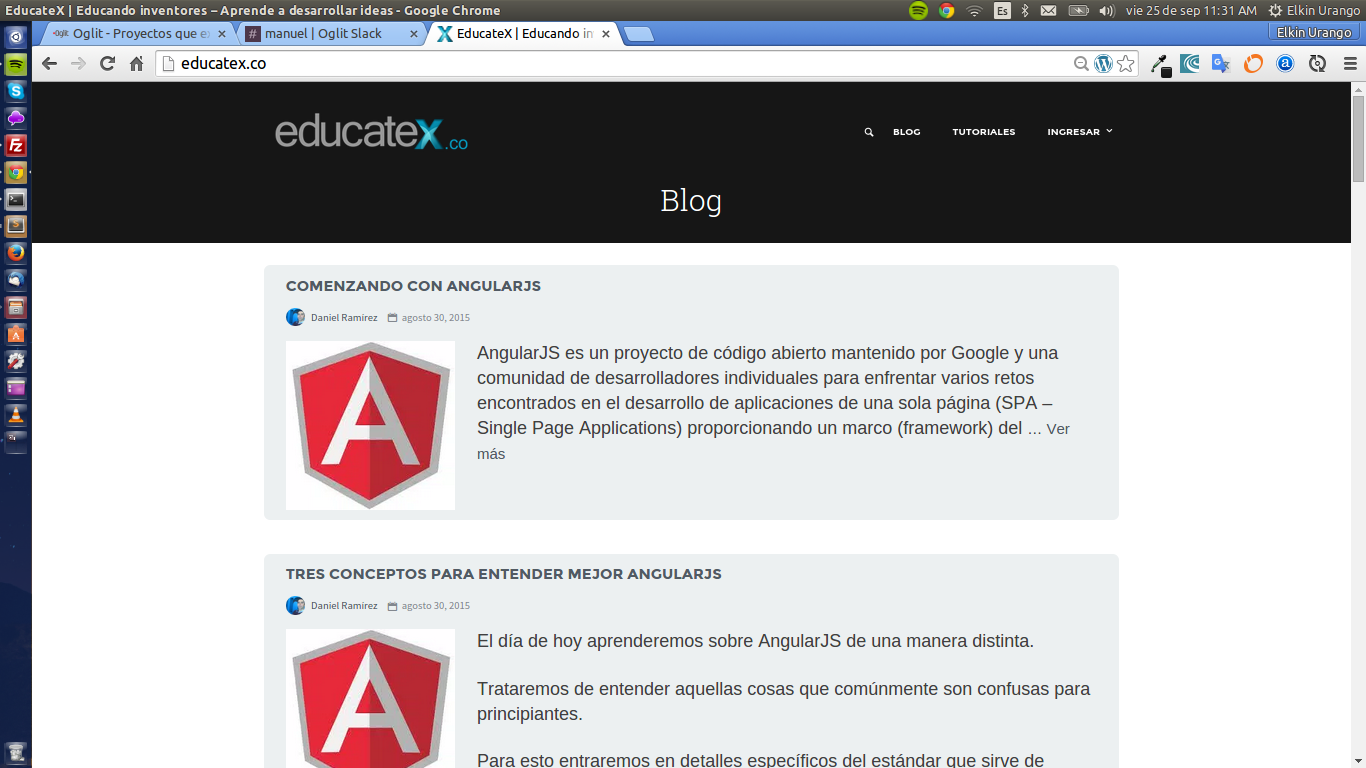 EducateX | Educando inventores – Aprende a desarrollar ideas - Google Chrome
Es
vie 25 de sep 11:31 AM
Elkin Urango
Oglit - Proyectos que e
manuel | Oglit Slack
EducateX | Educando in
Elkin Urango
educatex.co
educateX.co
BLOG
TUTORIALES
INGRESAR
Blog
COMENZANDO CON ANGULARJS
Daniel Ramírez
agosto 30, 2015
AngularJS es un proyecto de código abierto mantenido por Google y una
comunidad de desarrolladores individuales para enfrentar varios retos
encontrados en el desarrollo de aplicaciones de una sola página (SPA –
Single Page Applications) proporcionando un marco (framework) del ... Ver
más
TRES CONCEPTOS PARA ENTENDER MEJOR ANGULARJS
Daniel Ramírez
agosto 30, 2015
El día de hoy aprenderemos sobre AngularJS de una manera distinta.
Trataremos de entender aquellas cosas que comúnmente son confusas para
principiantes.
Para esto entraremos en detalles específicos del estándar que sirve de